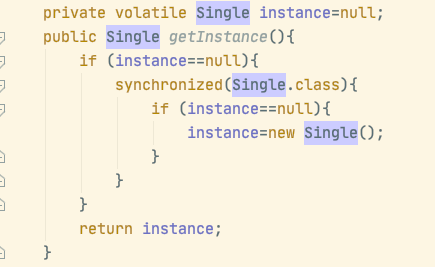 private volatile Single instance=null;
public Single getInstance(){
if (instance==null){
synchronized(Single.class){
if (instance==null){
instance=new Single();
}
}
}
return instance;
}